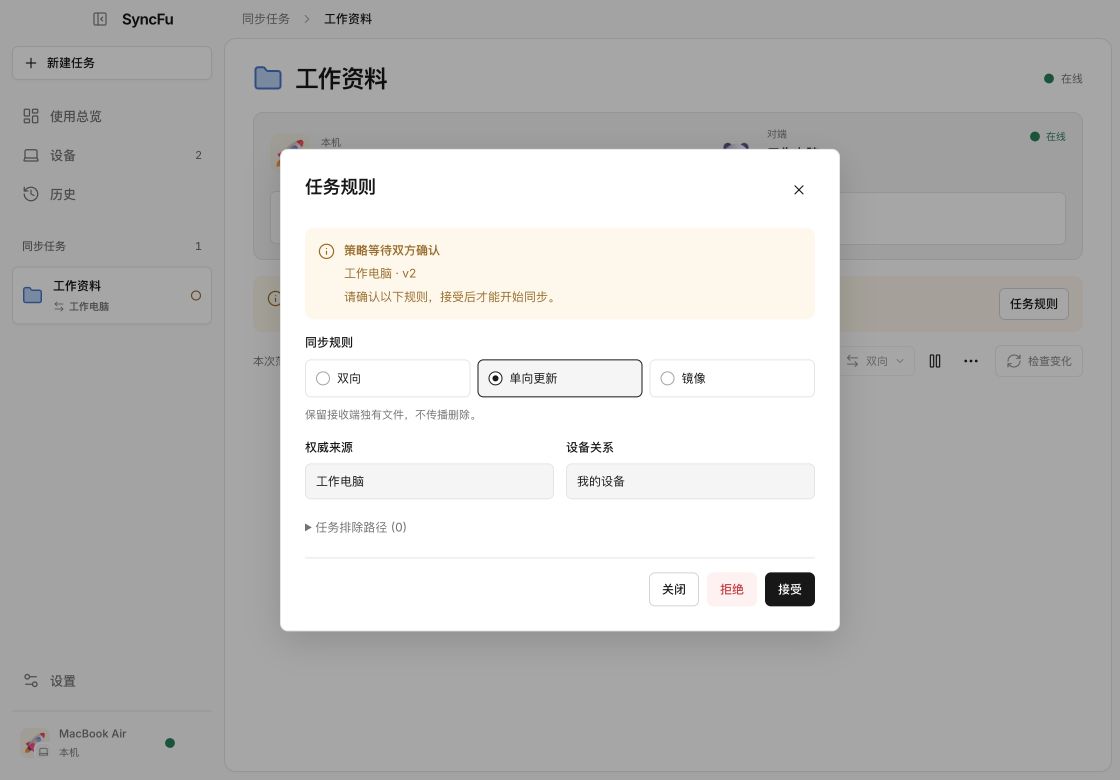 SyncFu
同步任务 > 工作资料
新建任务
使用总览
设备 2
历史
同步任务 1
工作资料
工作电脑
设置
MacBook Air
本机
工作资料
在线
本机
对端
在线
任务规则
本次
双向
检查变化
任务规则
策略等待双方确认
工作电脑 · v2
请确认以下规则，接受后才能开始同步。
同步规则
双向
单向更新
镜像
保留接收端独有文件，不传播删除。
权威来源
设备关系
工作电脑
我的设备
任务排除路径 (0)
关闭
拒绝
接受